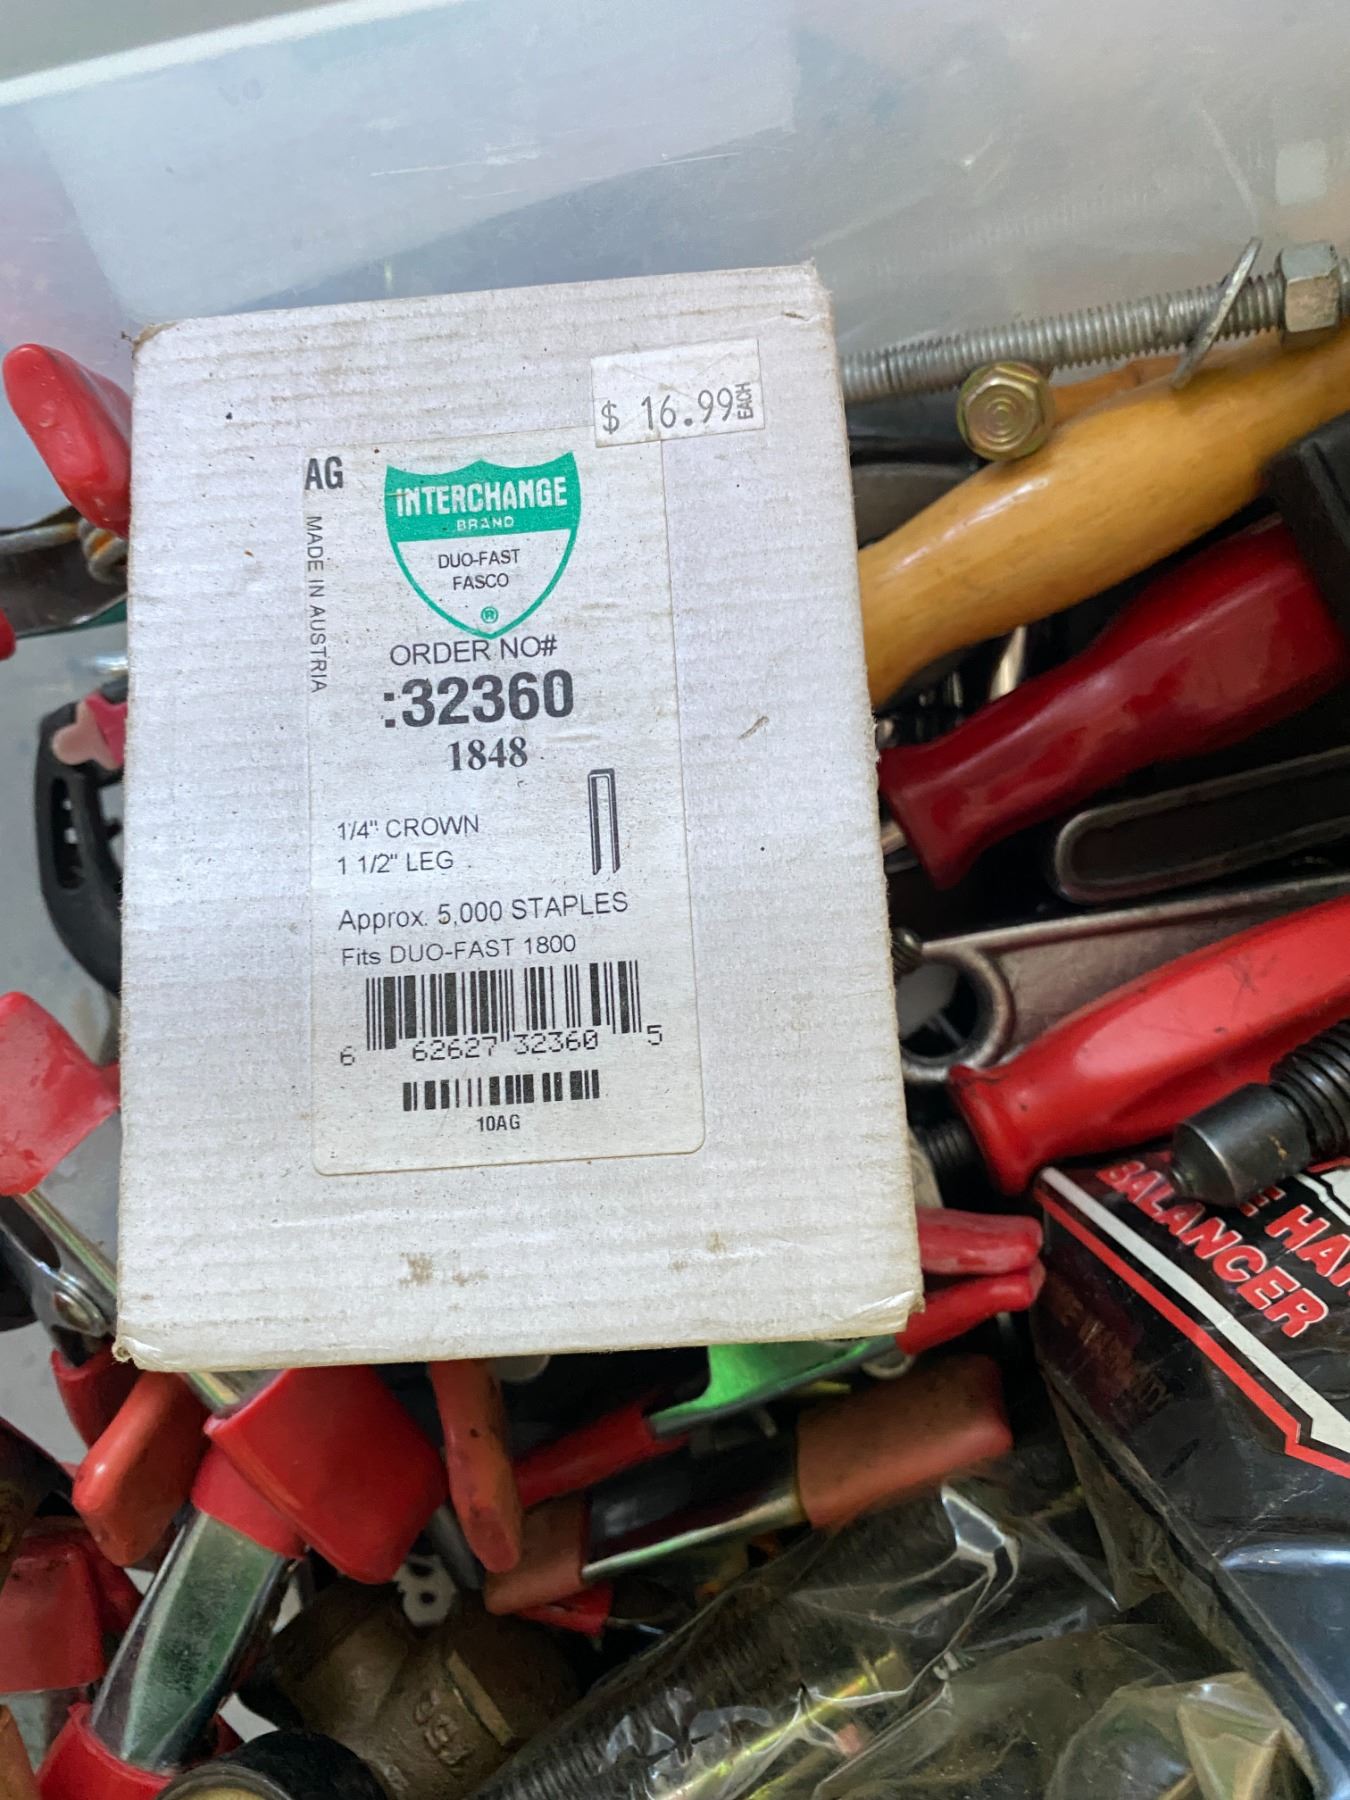 $ 16.99 EACH
AG
INTERCHANGE
BRAND
DUO-FAST
FASCO
®
MADE IN AUSTRIA
ORDER NO#
:32360
1848
1/4" CROWN
1 1/2" LEG
Approx. 5,000 STAPLES
Fits DUO-FAST 1800
6 62627 32360 5
10AG
BALANCER